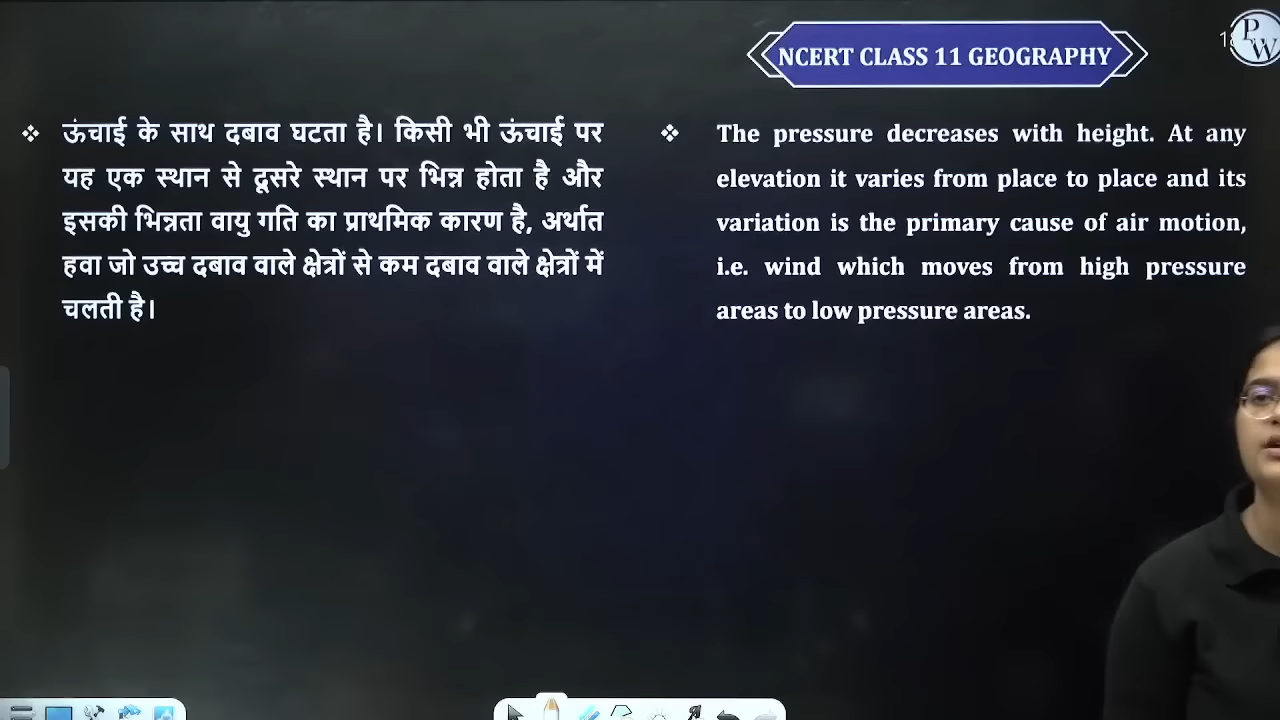 NCERT CLASS 11 GEOGRAPHY
PW
❖ ऊंचाई के साथ दबाव घटता है। किसी भी ऊंचाई पर
यह एक स्थान से दूसरे स्थान पर भिन्न होता है और
इसकी भिन्नता वायु गति का प्राथमिक कारण है, अर्थात
हवा जो उच्च दबाव वाले क्षेत्रों से कम दबाव वाले क्षेत्रों में
चलती है।
❖ The pressure decreases with height. At any
elevation it varies from place to place and its
variation is the primary cause of air motion,
i.e. wind which moves from high pressure
areas to low pressure areas.